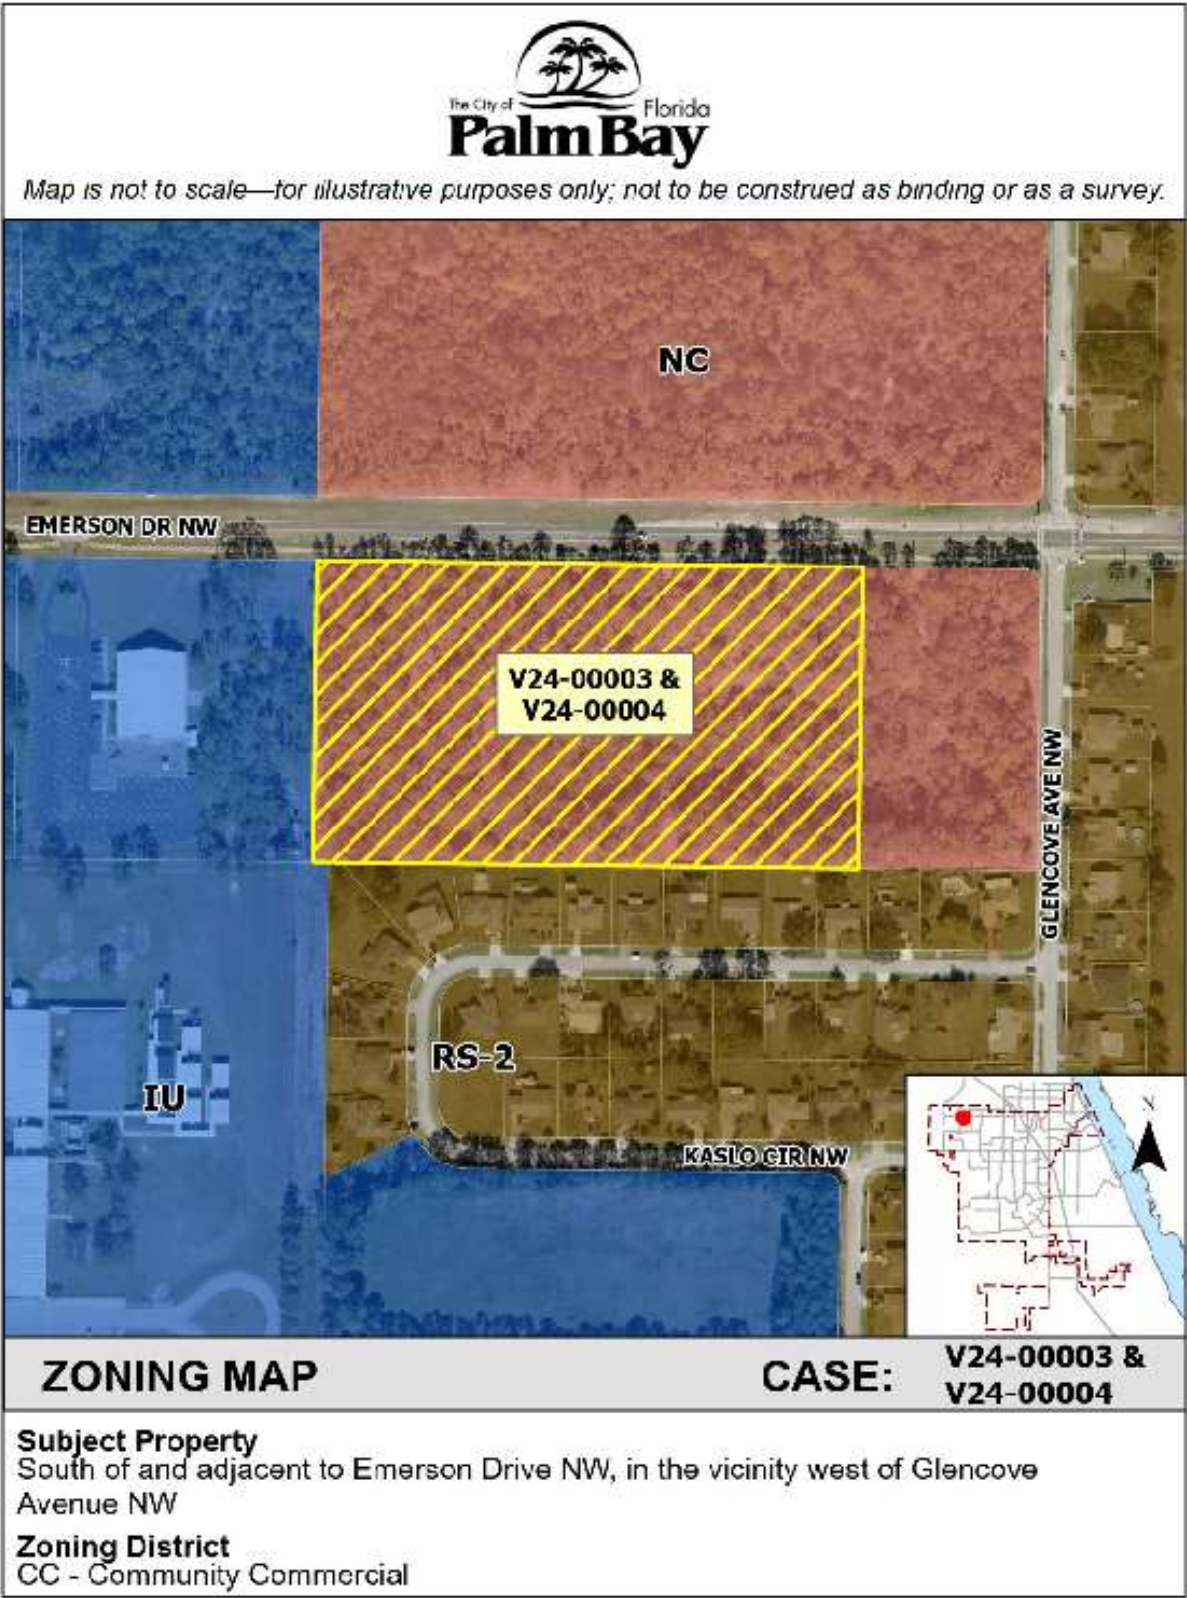 The City of Florida
Palm Bay
Map is not to scale—for illustrative purposes only; not to be construed as binding or as a survey.
NC
EMERSON DR NW
V24-00003 &
V24-00004
GLENCOVE AVE NW
RS-2
IU
KASLO CIR NW
N
ZONING MAP
CASE:
V24-00003 &
V24-00004
Subject Property
South of and adjacent to Emerson Drive NW, in the vicinity west of Glencove
Avenue NW
Zoning District
CC - Community Commercial